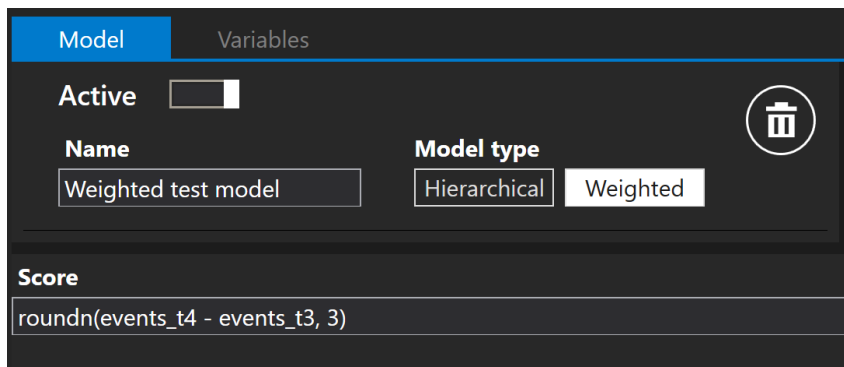 Model Variables
Active
Name Model type
Weighted test model Hierarchical Weighted
Score
roundn(events_t4 - events_t3, 3)